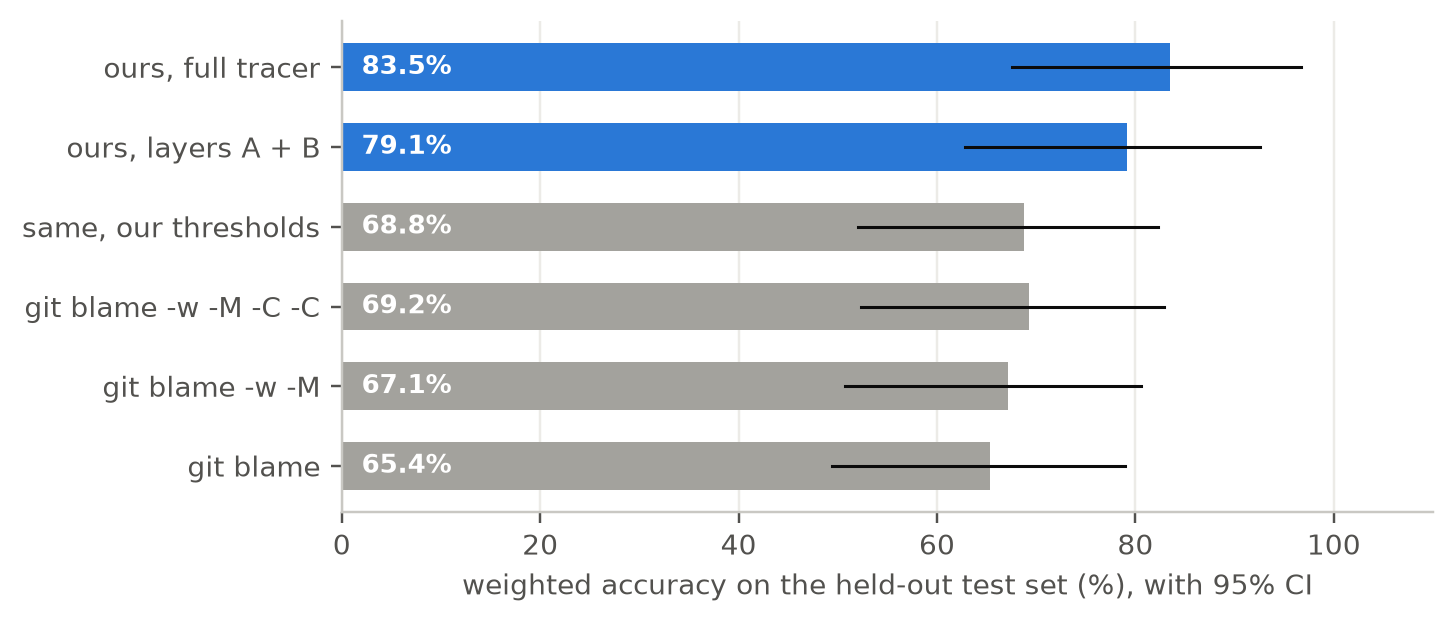 ours, full tracer 83.5%
ours, layers A + B 79.1%
same, our thresholds 68.8%
git blame -w -M -C -C 69.2%
git blame -w -M 67.1%
git blame 65.4%
0 20 40 60 80 100
weighted accuracy on the held-out test set (%), with 95% CI